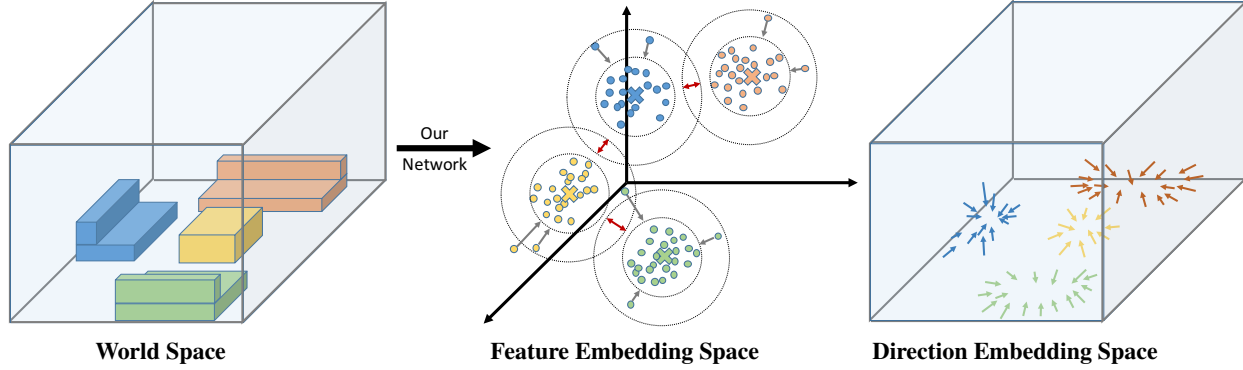 Our
Network
World Space
Feature Embedding Space
Direction Embedding Space